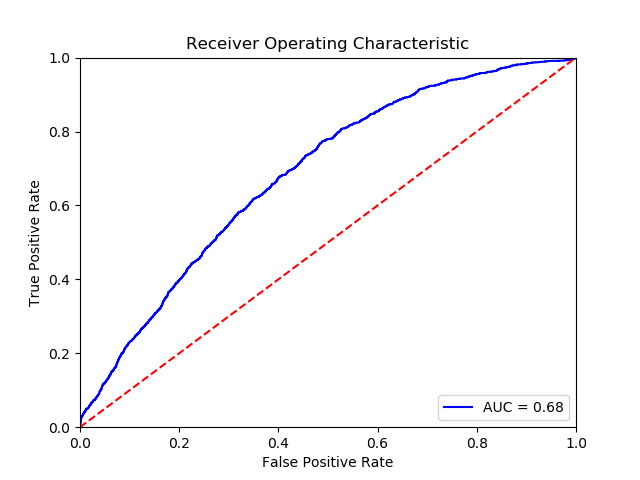 Receiver Operating Characteristic
1.0
0.8
0.6
0.4
0.2
0.0
True Positive Rate
AUC = 0.68
0.0 0.2 0.4 0.6 0.8 1.0
False Positive Rate